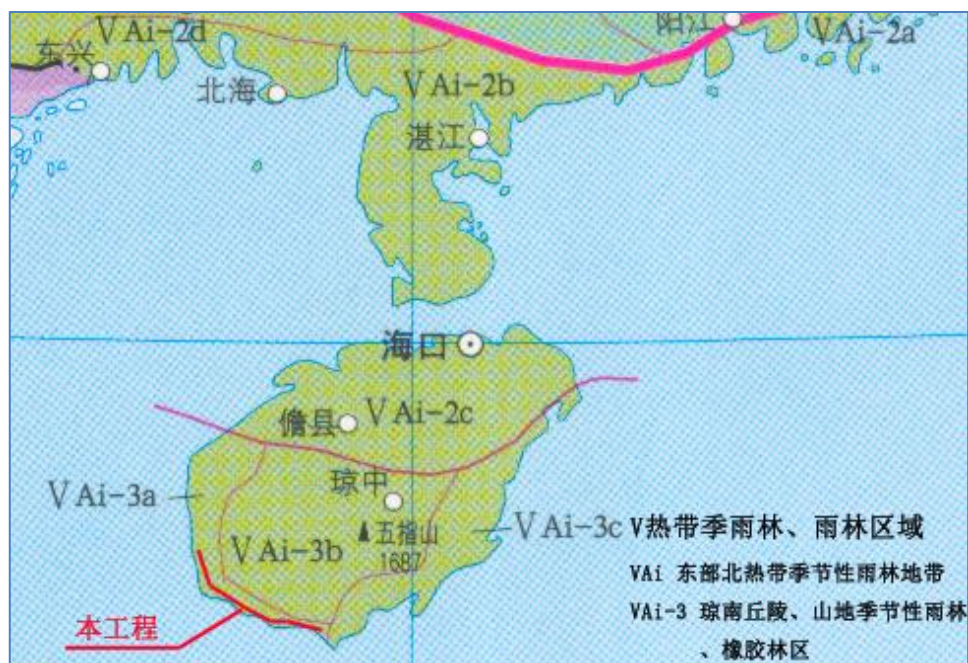 VAi-2d
阳江
VAi-2a
东兴
北海
VAi-2b
湛江
海口
儋县
VAi-2c
琼中
VAi-3a
五指山
1687
VAi-3b
VAi-3c
V热带季雨林、雨林区域
VAi 东部北热带季节性雨林地带
VAi-3 琼南丘陵、山地季节性雨林
、橡胶林区
本工程